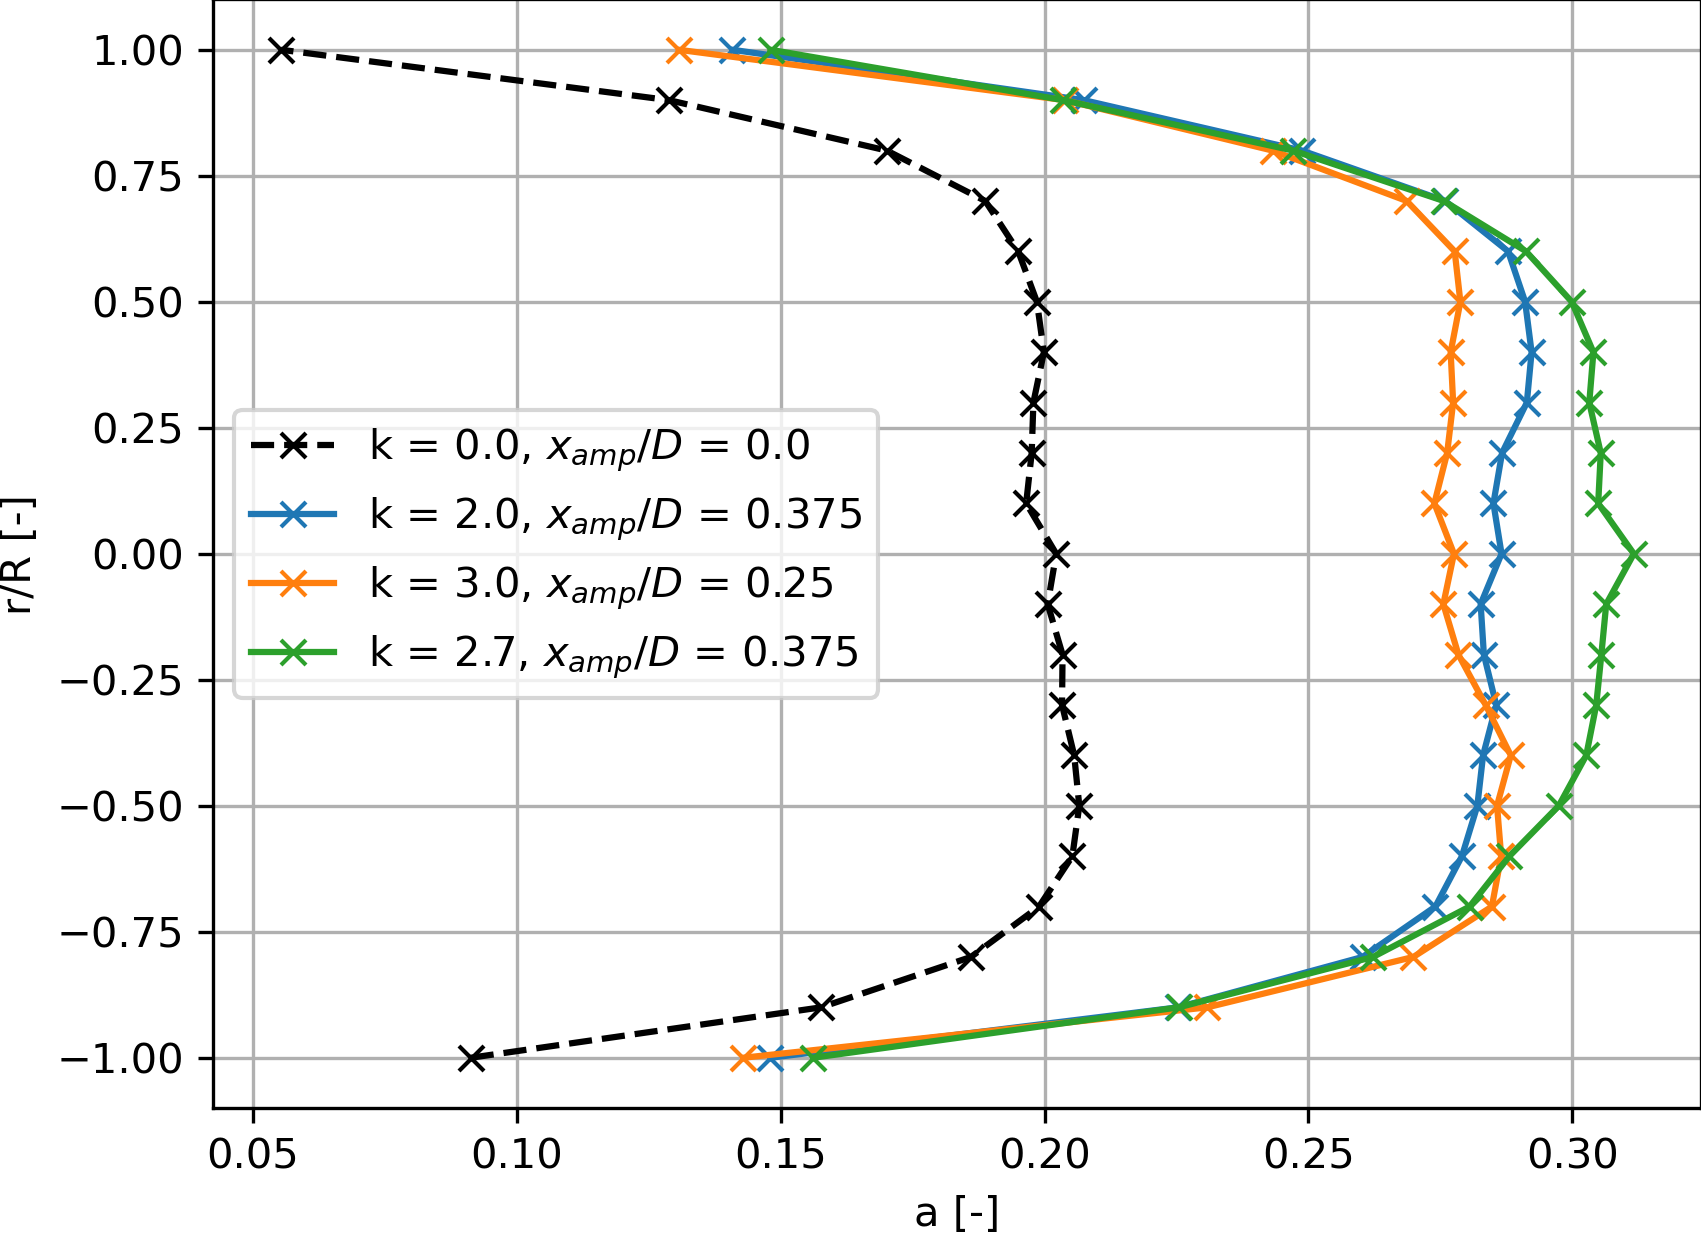 1.00
0.75
0.50
0.25
0.00
−0.25
−0.50
−0.75
−1.00
r/R [-]
k = 0.0, x_amp/D = 0.0
k = 2.0, x_amp/D = 0.375
k = 3.0, x_amp/D = 0.25
k = 2.7, x_amp/D = 0.375
0.05 0.10 0.15 0.20 0.25 0.30
a [-]